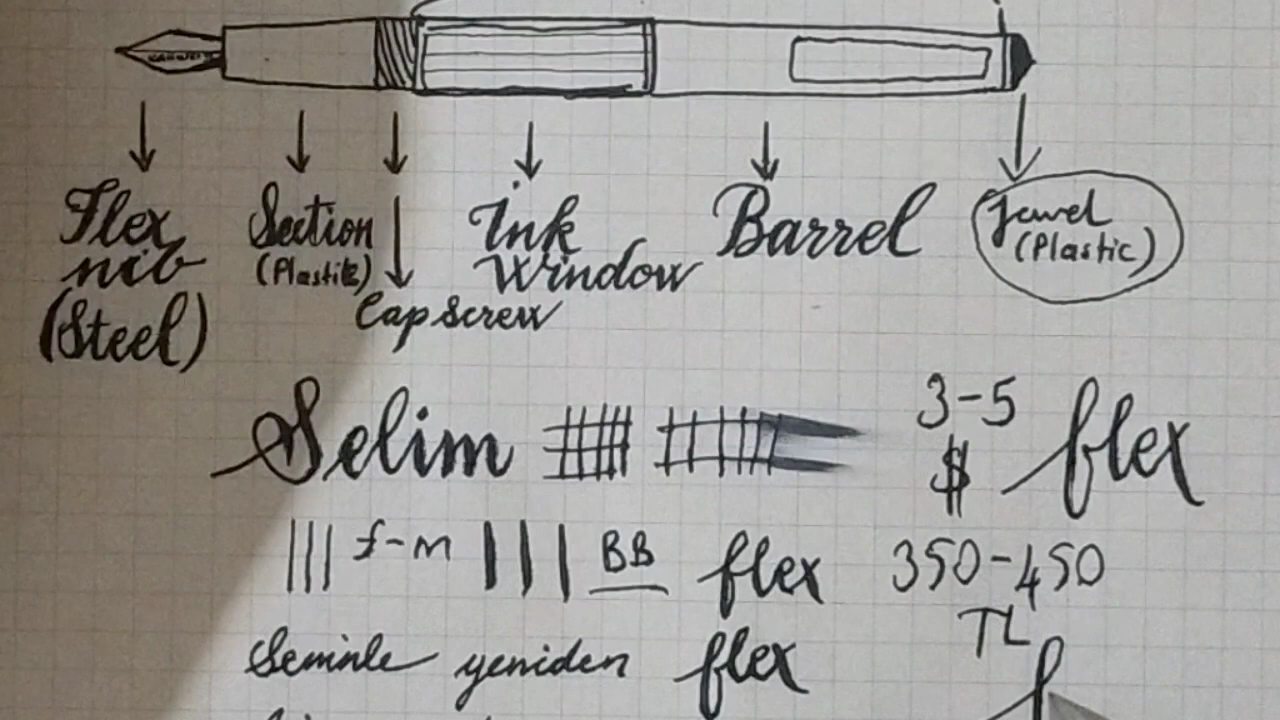 Flex
nib
(Steel)
Section
(Plastik)
Cap screw
Ink
Window
Barrel
Jewel
(Plastic)
Selim
3-5
$
flex
f-m
BB
flex
350-450
TL
Seninle yeniden flex